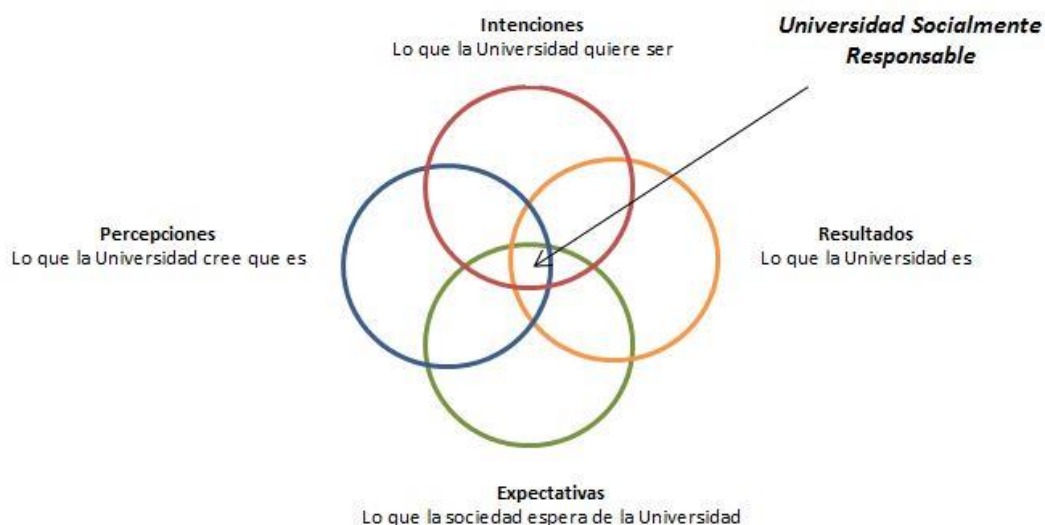 Intenciones
Lo que la Universidad quiere ser
Universidad Socialmente
Responsable
Percepciones
Lo que la Universidad cree que es
Resultados
Lo que la Universidad es
Expectativas
Lo que la sociedad espera de la Universidad